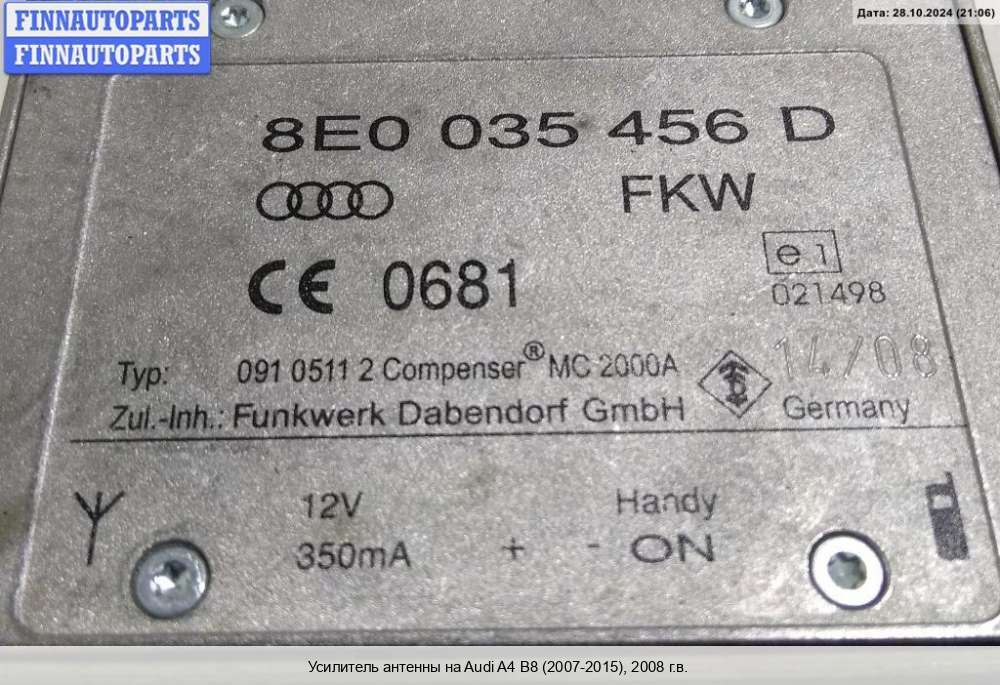 FINNAUTOPARTS
FINNAUTOPARTS
Дата: 28.10.2024 (21:06)
8E0 035 456 D
FKW
CE 0681
e 1
021498
Typ: 091 0511 2 Compenser® MC 2000A
14/08
Zul.-Inh.: Funkwerk Dabendorf GmbH
Germany
12V
Handy
350mA + - ON
Усилитель антенны на Audi A4 B8 (2007-2015), 2008 г.в.